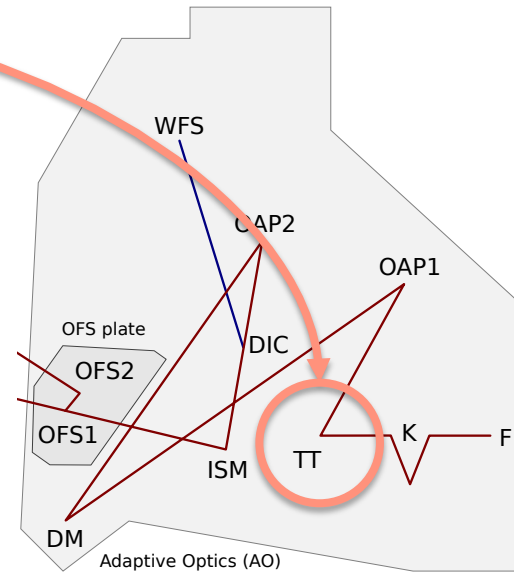 WFS
OAP2
OAP1
OFS plate
DIC
OFS2
OFS1
K
F
TT
ISM
DM
Adaptive Optics (AO)